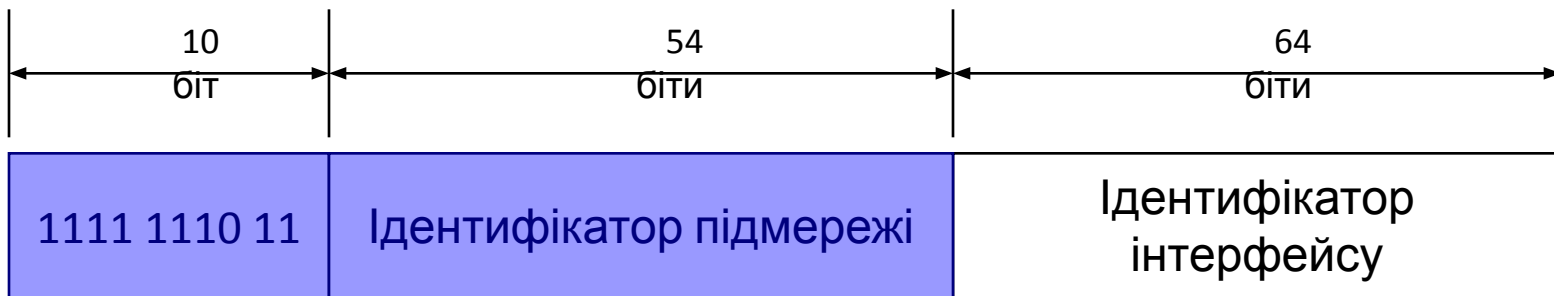 10
біт
54
біти
64
біти
1111 1110 11
Ідентифікатор підмережі
Ідентифікатор
інтерфейсу